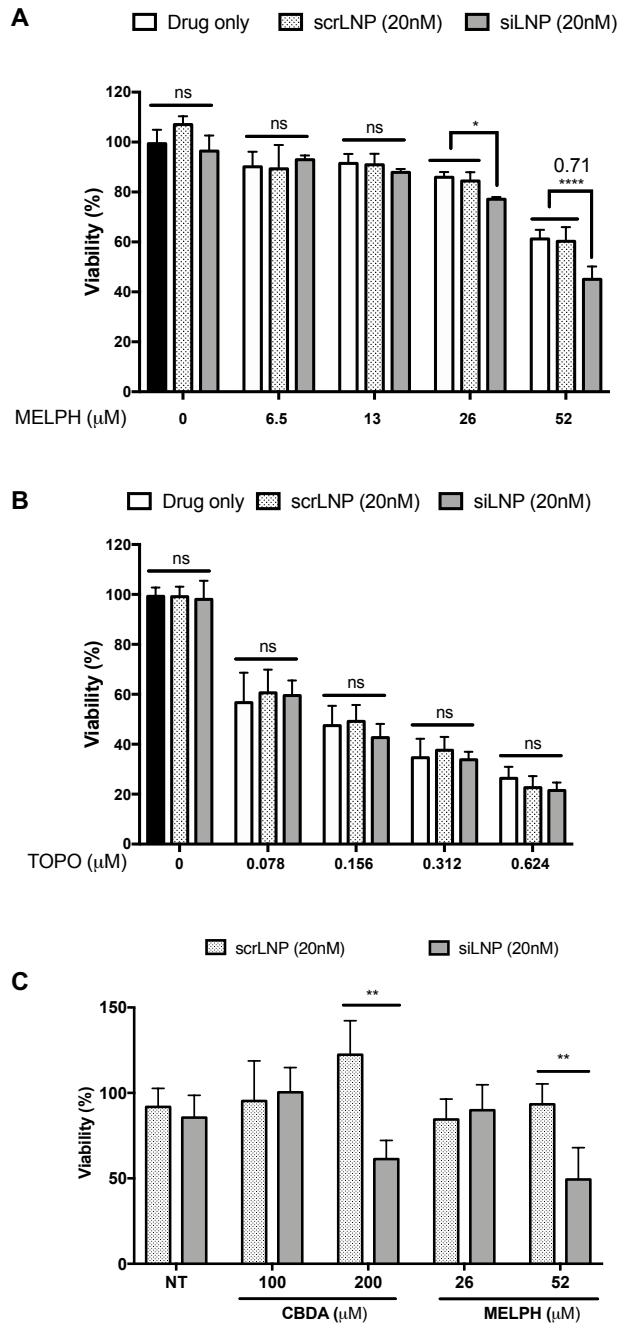 A
Drug only scrLNP (20nM) siLNP (20nM)
120
100
80
60
40
20
0
Viability (%)
ns
ns
ns
*
0.71
****
MELPH (µM)
0 6.5 13 26 52
B
Drug only scrLNP (20nM) siLNP (20nM)
120
100
80
60
40
20
0
Viability (%)
ns
ns
ns
ns
ns
TOPO (µM)
0 0.078 0.156 0.312 0.624
scrLNP (20nM) siLNP (20nM)
C
150
100
50
0
Viability (%)
**
**
NT 100 200 26 52
CBDA (µM) MELPH (µM)